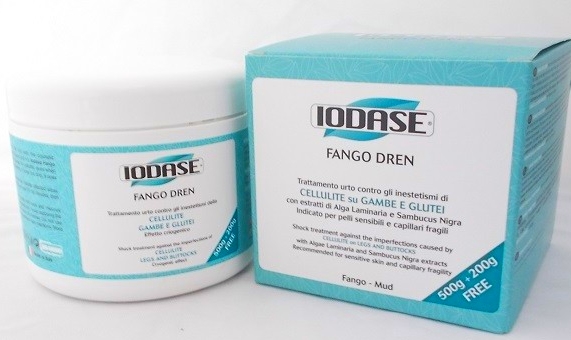 IODASE®
FANGO DREN
Trattamento urto contro gli inestetismi della
CELLULITE
GAMBE E GLUTEI
Effetto criogenico
Shock treatment against the imperfections of
CELLULITE
LEGS AND BUTTOCKS
Cryogenic effect
500g+200g
FREE
IODASE®
FANGO DREN
Trattamento urto contro gli inestetismi di
CELLULITE su GAMBE E GLUTEI
con estratti di Alga Laminaria e Sambucus Nigra
Indicato per pelli sensibili e capillari fragili
Shock treatment against the imperfections caused by
CELLULITE on LEGS AND BUTTOCKS
with Algae Laminaria and Sambucus Nigra extracts
Recommended for sensitive skin and capillary fragility
Fango - Mud
500g + 200g
FREE